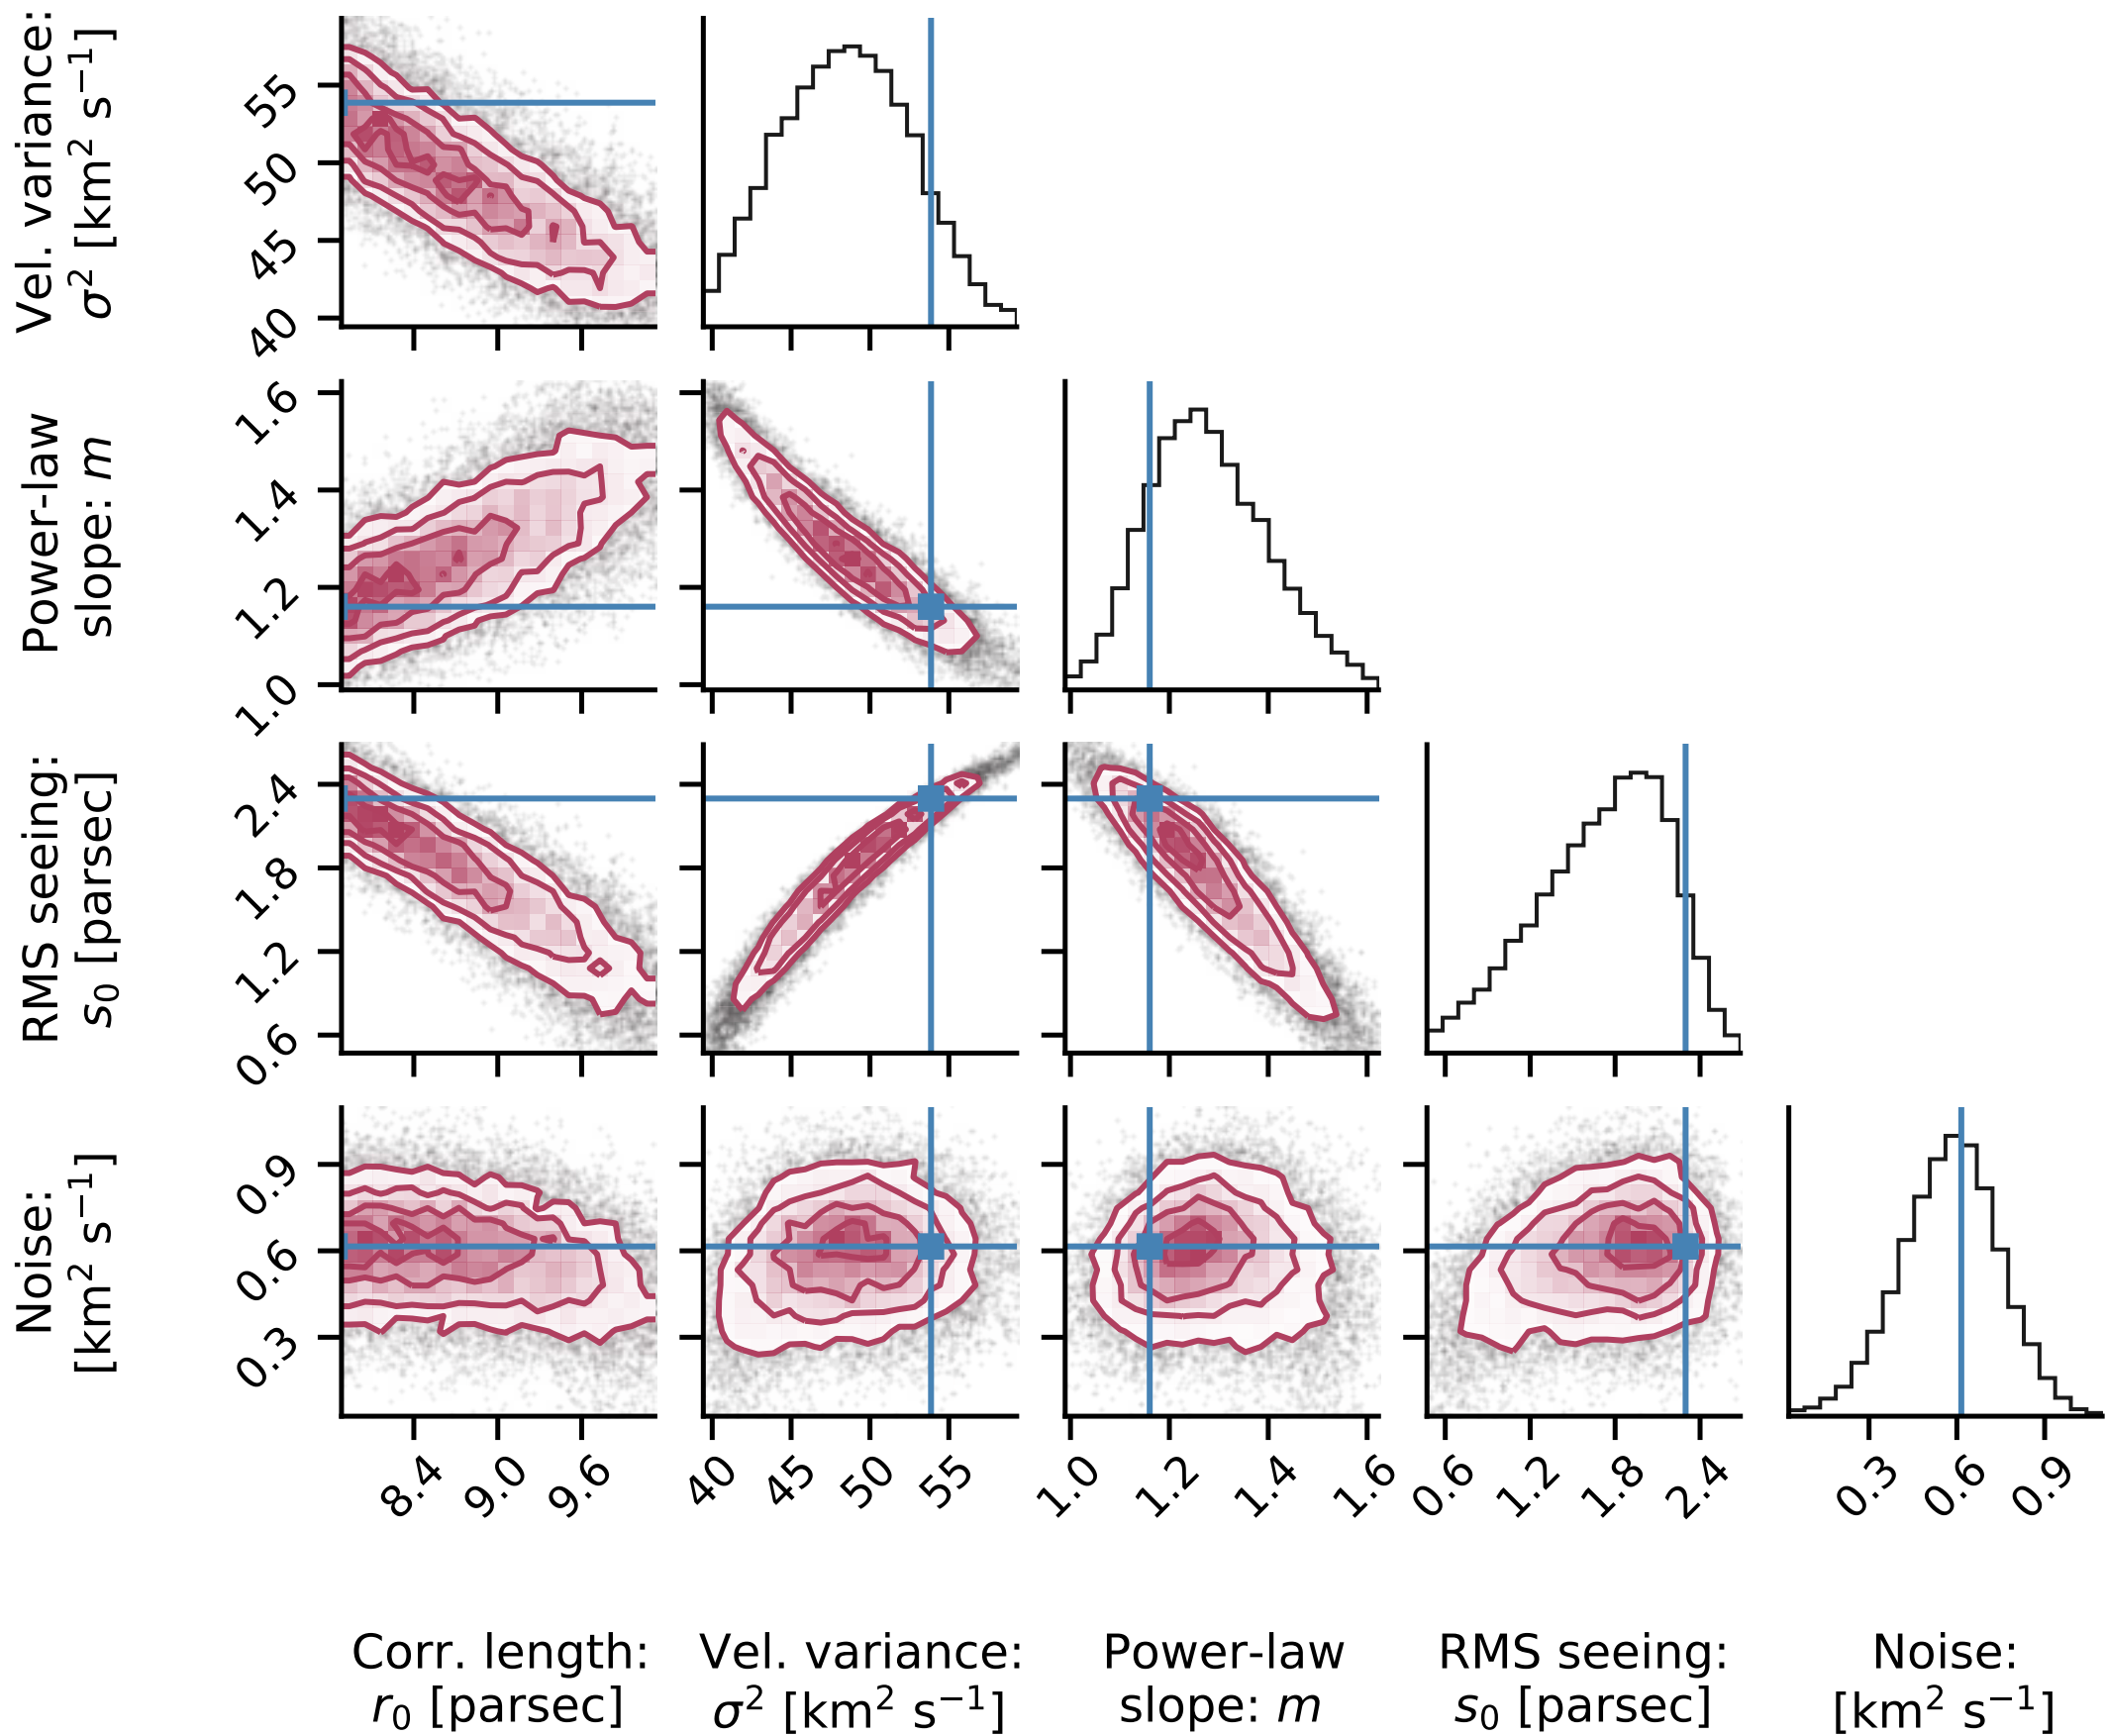 Vel. variance:
σ² [km² s⁻¹]
55
50
45
40
Power-law
slope: m
1.6
1.4
1.2
1.0
RMS seeing:
s₀ [parsec]
2.4
1.8
1.2
0.6
Noise:
[km² s⁻¹]
0.9
0.6
0.3
8.4 9.0 9.6 40 45 50 55 1.0 1.2 1.4 1.6 0.6 1.2 1.8 2.4 0.3 0.6 0.9
Corr. length: Vel. variance: Power-law RMS seeing: Noise:
r₀ [parsec] σ² [km² s⁻¹] slope: m s₀ [parsec] [km² s⁻¹]